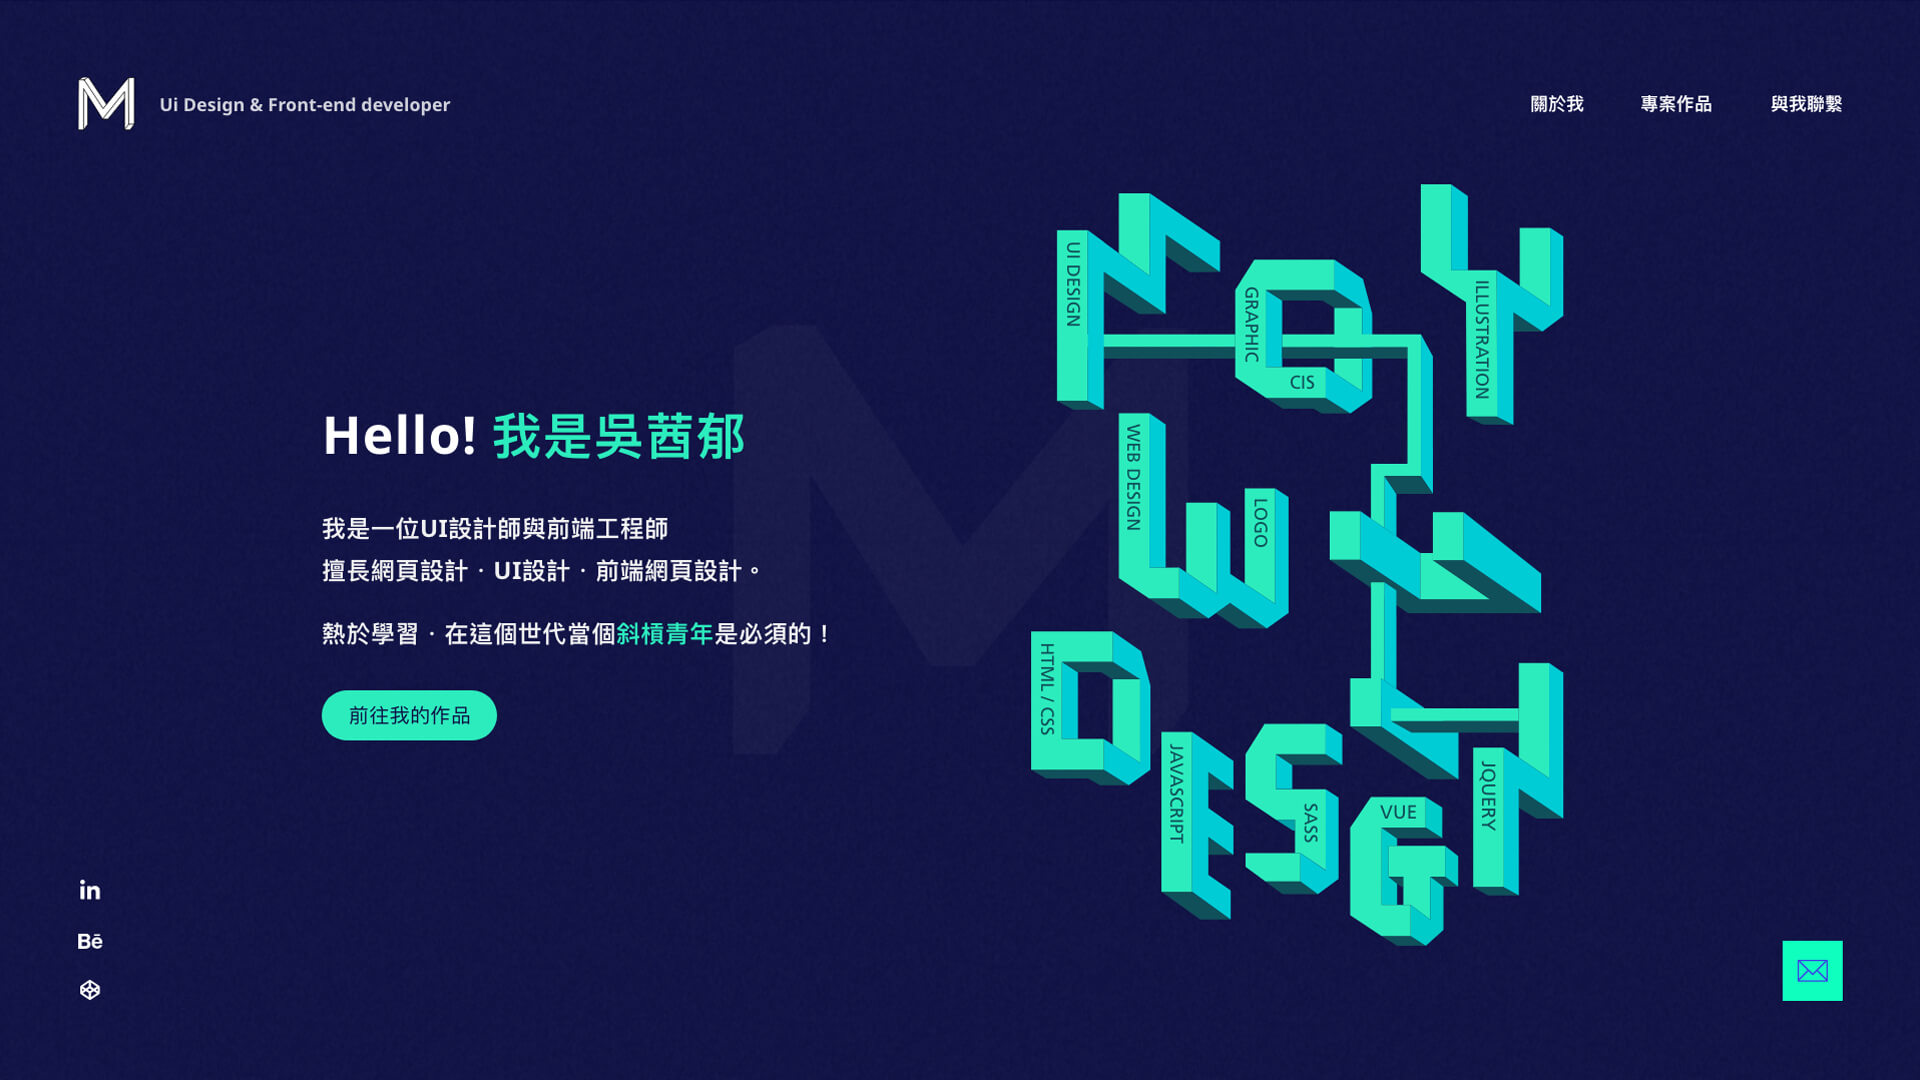 M
Ui Design & Front-end developer
關於我
專案作品
與我聯繫
Hello! 我是吳莤郁
我是一位UI設計師與前端工程師
擅長網頁設計．UI設計．前端網頁設計。
熱於學習．在這個世代當個斜槓青年是必須的！
前往我的作品
UI DESIGN
GRAPHIC
CIS
ILLUSTRATION
WEB DESIGN
LOGO
HTML / CSS
JAVASCRIPT
SASS
VUE
JQUERY
in
Bē